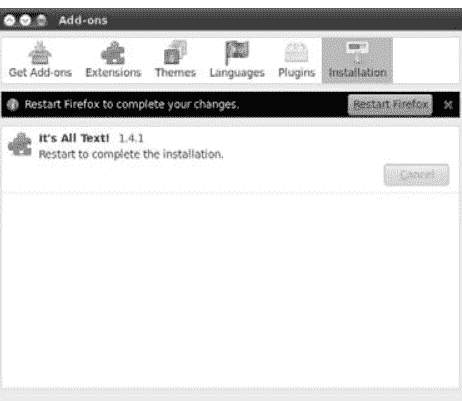 Add-ons
Get Add-ons Extensions Themes Languages Plugins Installation
Restart Firefox to complete your changes. Restart Firefox
It's All Text! 1.4.1
Restart to complete the installation.
Cancel